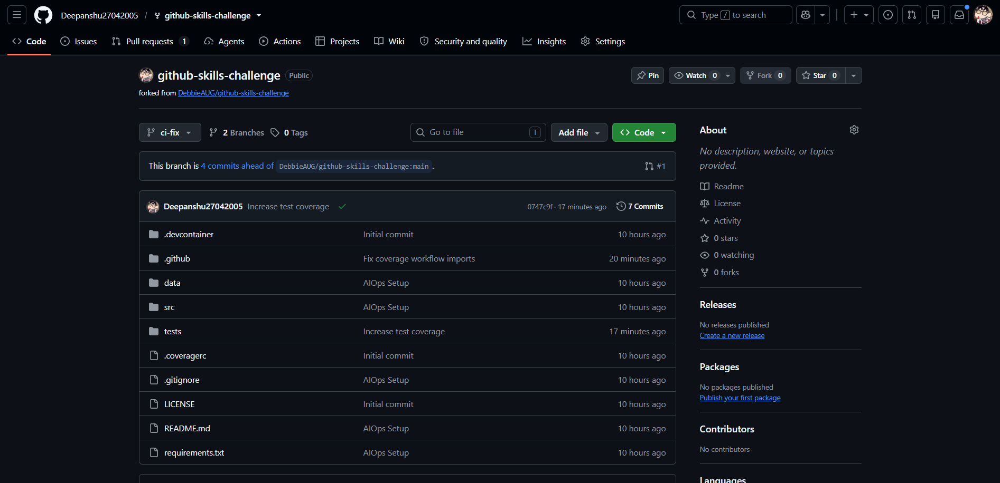 Deepanshu27042005 / github-skills-challenge
Type / to search
Code Issues Pull requests 1 Agents Actions Projects Wiki Security and quality Insights Settings
github-skills-challenge Public
Pin Watch 0 Fork 0 Star 0
forked from DebbieAUG/github-skills-challenge
ci-fix 2 Branches 0 Tags Go to file T Add file Code
This branch is 4 commits ahead of DebbieAUG/github-skills-challenge:main . #1
Deepanshu27042005 Increase test coverage 0747c9f · 17 minutes ago 7 Commits
.devcontainer Initial commit 10 hours ago
.github Fix coverage workflow imports 20 minutes ago
data AIOps Setup 10 hours ago
src AIOps Setup 10 hours ago
tests Increase test coverage 17 minutes ago
.coveragerc Initial commit 10 hours ago
.gitignore AIOps Setup 10 hours ago
LICENSE Initial commit 10 hours ago
README.md AIOps Setup 10 hours ago
requirements.txt AIOps Setup 10 hours ago
About
No description, website, or topics
provided.
Readme
License
Activity
0 stars
0 watching
0 forks
Releases
No releases published
Create a new release
Packages
No packages published
Publish your first package
Contributors
No contributors
Languages